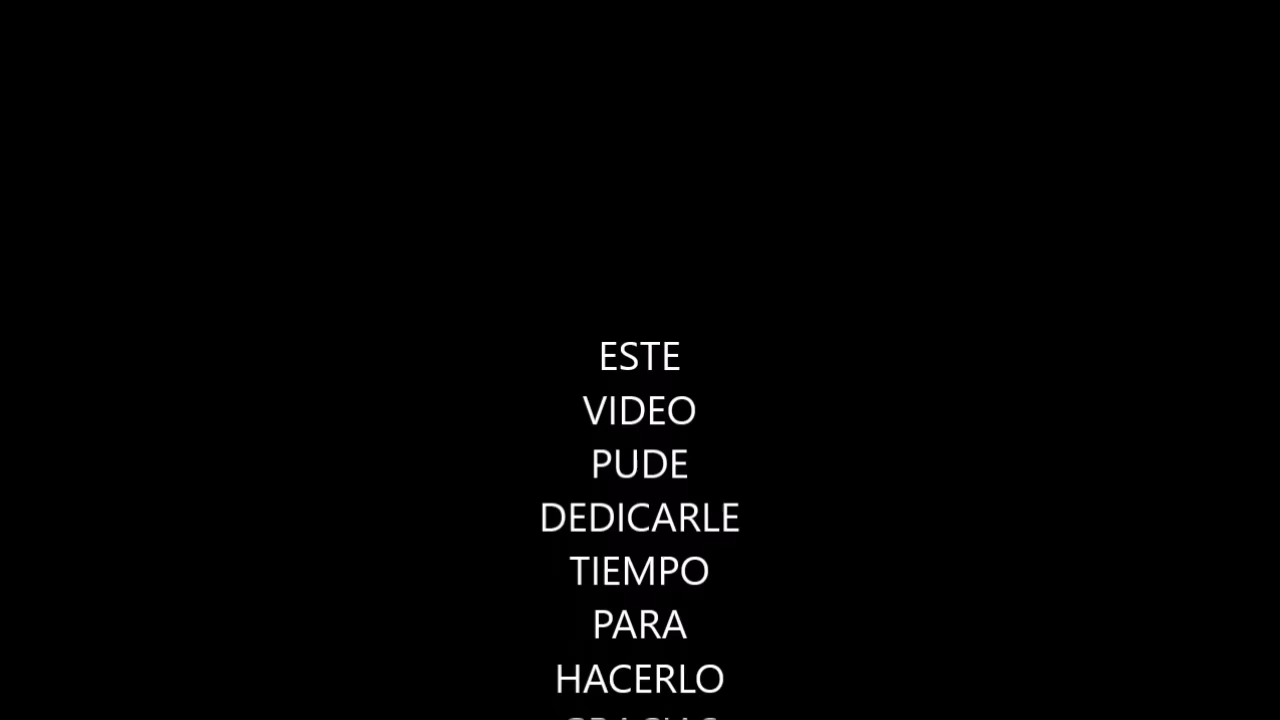 ESTE
VIDEO
PUDE
DEDICARLE
TIEMPO
PARA
HACERLO